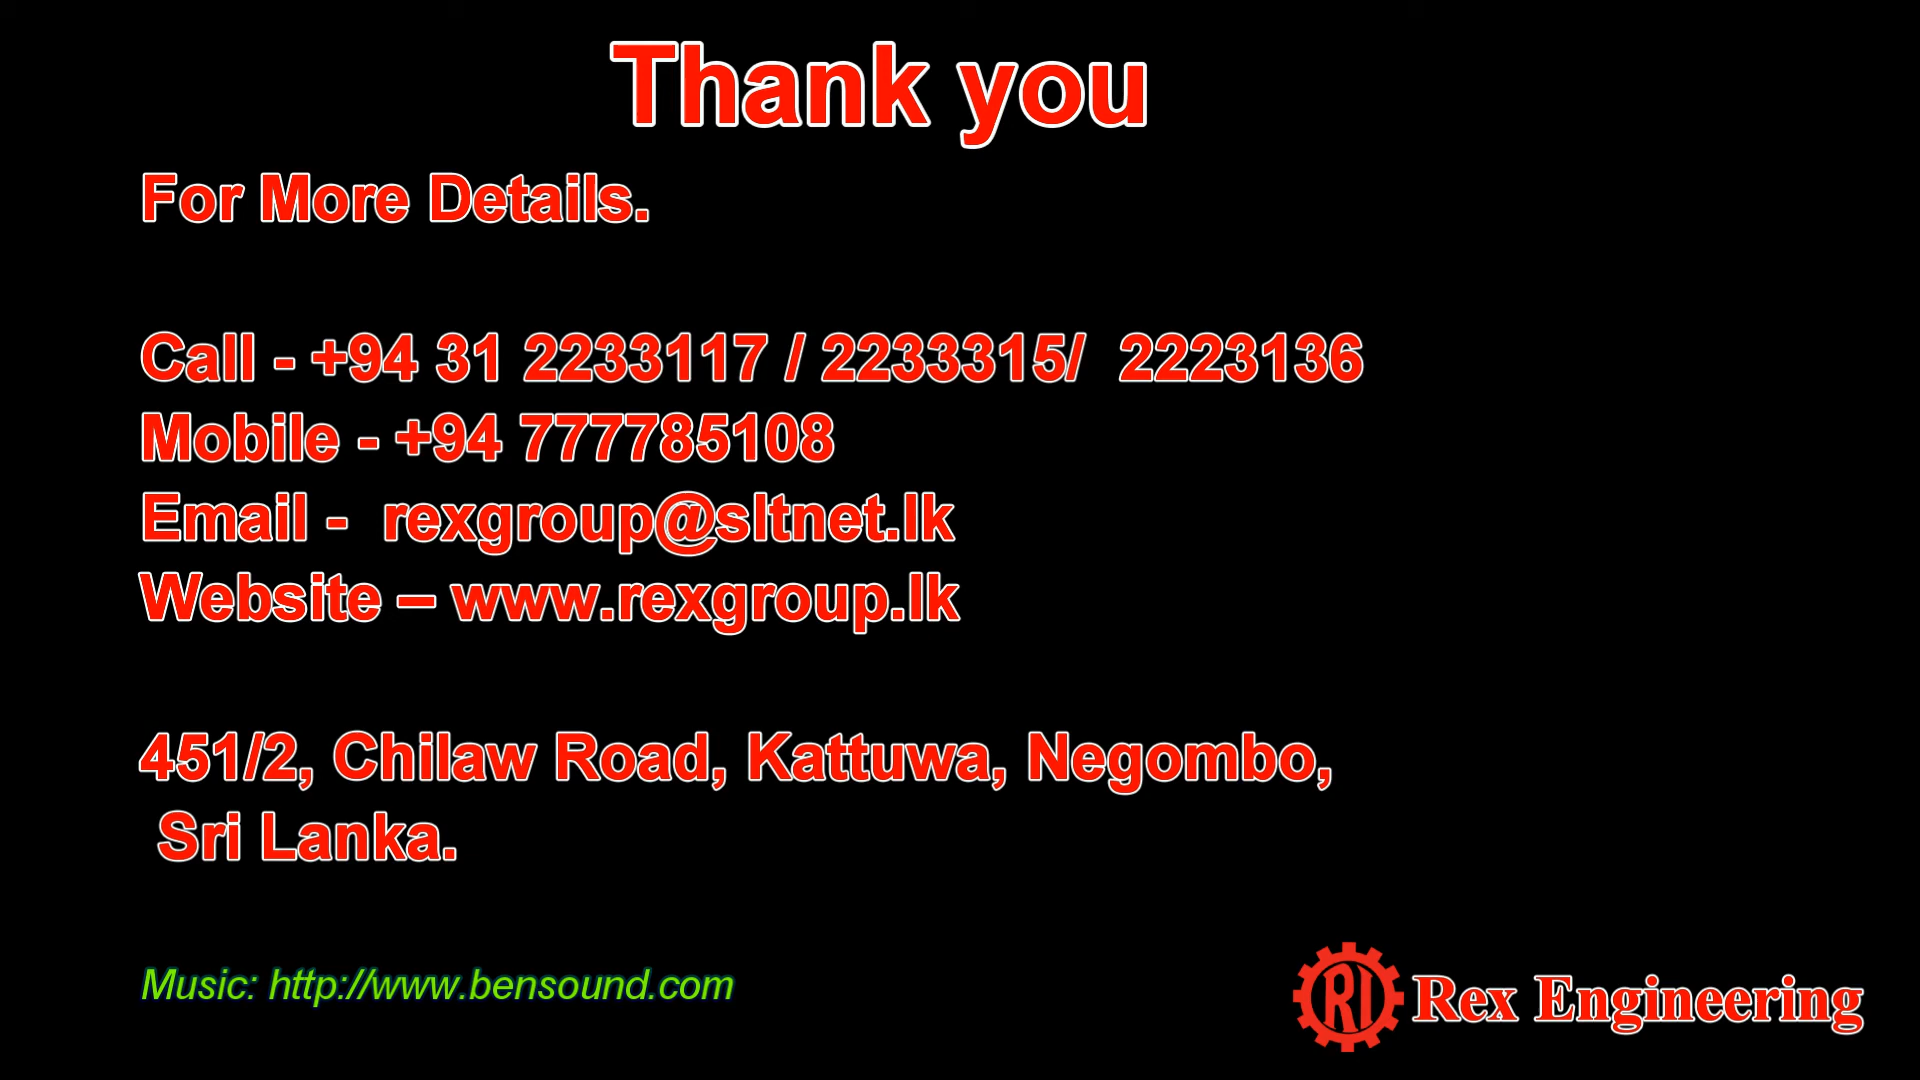 Thank you
For More Details.
Call - +94 31 2233117 / 2233315/  2223136
Mobile - +94 777785108
Email -  rexgroup@sltnet.lk
Website – www.rexgroup.lk
451/2, Chilaw Road, Kattuwa, Negombo,
Sri Lanka.
Music: http://www.bensound.com
RI Rex Engineering